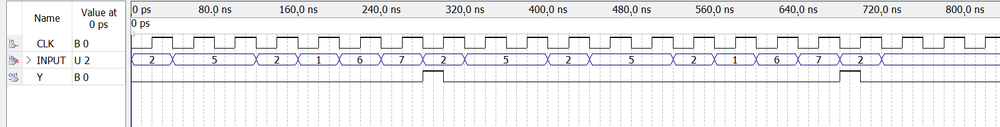 Name Value at 0 ps
0 ps 80.0 ns 160.0 ns 240.0 ns 320.0 ns 400.0 ns 480.0 ns 560.0 ns 640.0 ns 720.0 ns 800.0 ns
0 ps
in CLK B 0
in INPUT U 2 2 5 2 1 6 7 2 5 2 5 2 1 6 7 2
out Y B 0